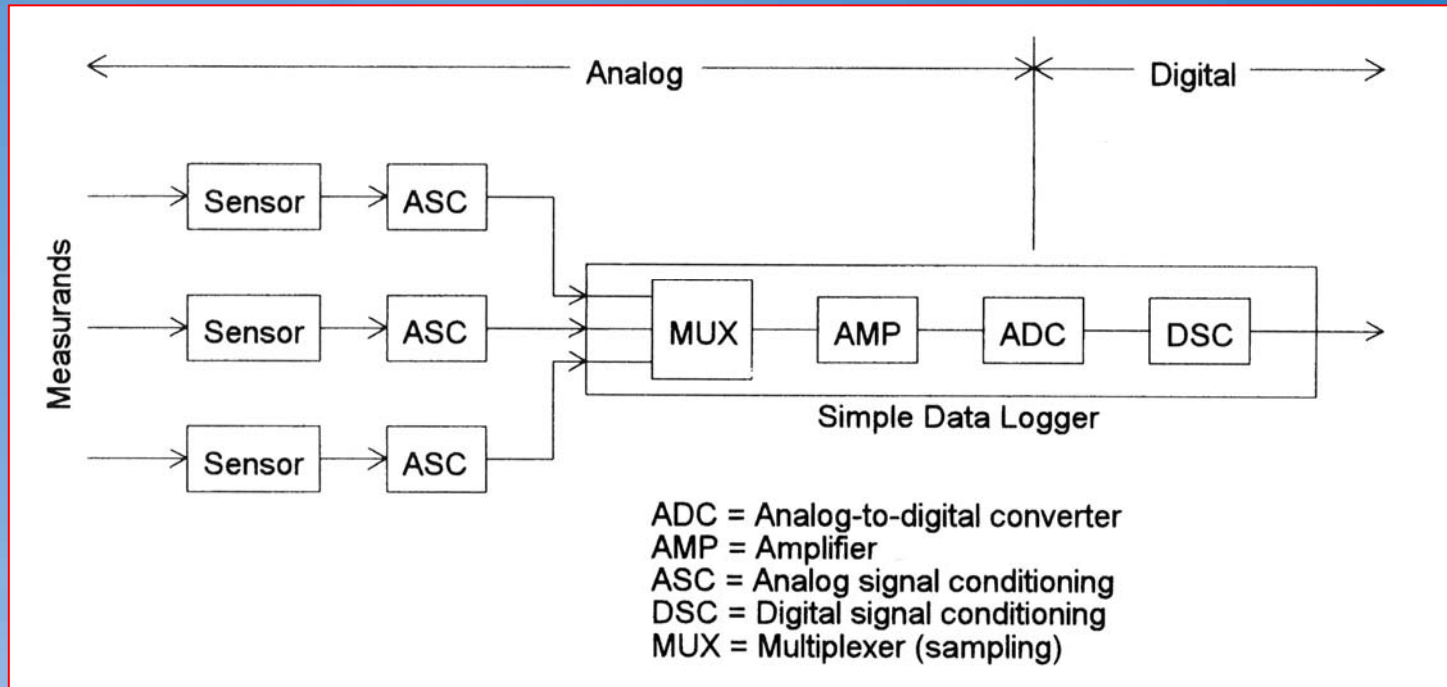 Analog
Digital
Measurands
Sensor
ASC
Sensor
ASC
MUX
AMP
ADC
DSC
Sensor
ASC
Simple Data Logger
ADC = Analog-to-digital converter
AMP = Amplifier
ASC = Analog signal conditioning
DSC = Digital signal conditioning
MUX = Multiplexer (sampling)